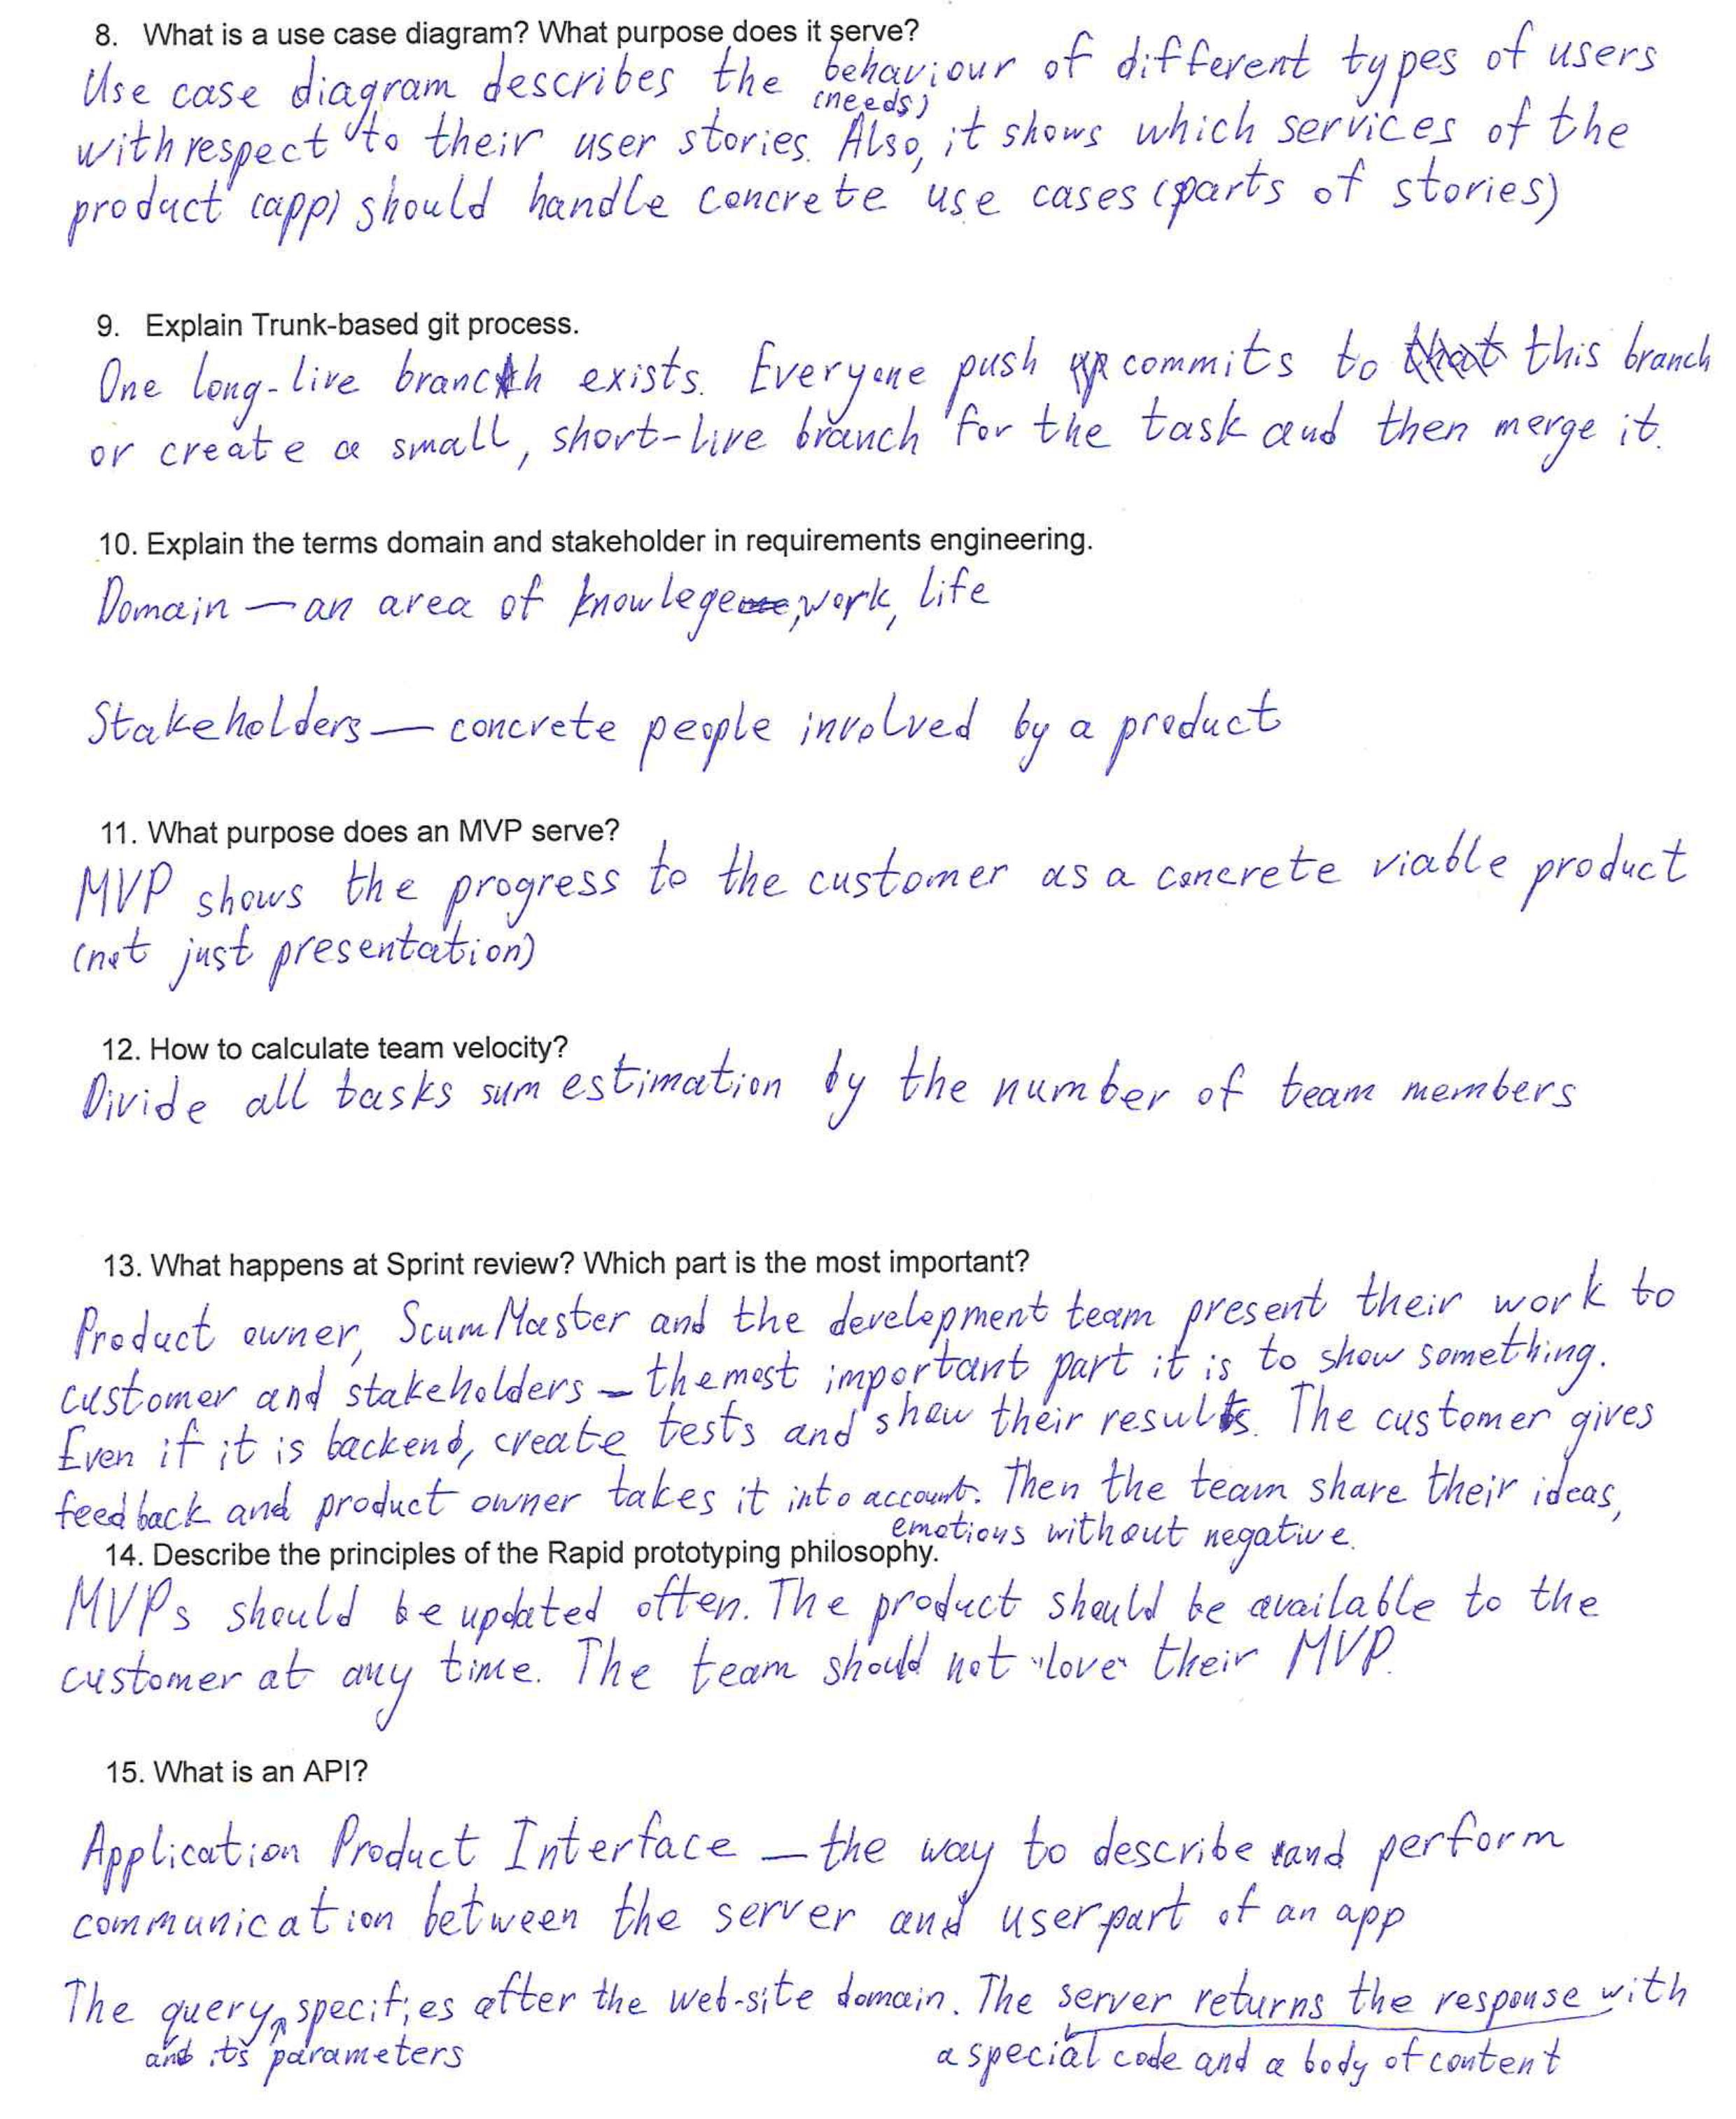 8. What is a use case diagram? What purpose does it serve?
Use case diagram describes the behaviour of different types of users
(needs)
with respect to their user stories. Also, it shows which services of the
product (app) should handle concrete use cases (parts of stories)
9. Explain Trunk-based git process.
One long-live branch exists. Everyone push commits to this branch
or create a small, short-live branch for the task and then merge it.
10. Explain the terms domain and stakeholder in requirements engineering.
Domain — an area of knowlege, work, life
Stakeholders — concrete people involved by a product
11. What purpose does an MVP serve?
MVP shows the progress to the customer as a concrete viable product
(not just presentation)
12. How to calculate team velocity?
Divide all tasks sum estimation by the number of team members
13. What happens at Sprint review? Which part is the most important?
Product owner, ScumMaster and the development team present their work to
customer and stakeholders – the most important part it is to show something.
Even if it is backend, create tests and show their results. The customer gives
feedback and product owner takes it into account. Then the team share their ideas,
emotions without negative.
14. Describe the principles of the Rapid prototyping philosophy.
MVPs should be updated often. The product should be available to the
customer at any time. The team should not "love" their MVP.
15. What is an API?
Application Product Interface — the way to describe and perform
communication between the server and user part of an app
The query specifies after the web-site domain. The server returns the response with
and its parameters a special code and a body of content